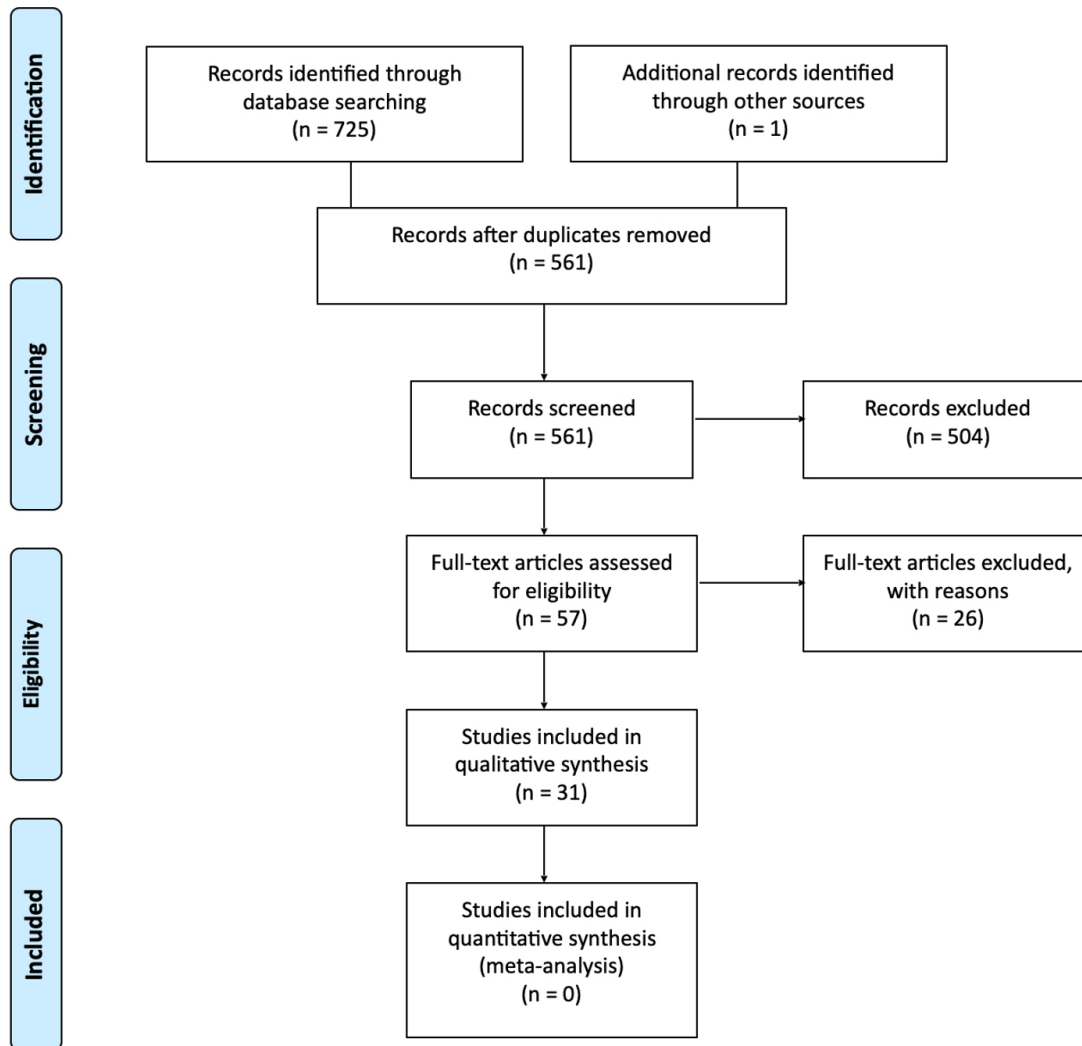 Identification
Records identified through
database searching
(n = 725)
Additional records identified
through other sources
(n = 1)
Records after duplicates removed
(n = 561)
Screening
Records screened
(n = 561)
Records excluded
(n = 504)
Eligibility
Full-text articles assessed
for eligibility
(n = 57)
Full-text articles excluded,
with reasons
(n = 26)
Studies included in
qualitative synthesis
(n = 31)
Included
Studies included in
quantitative synthesis
(meta-analysis)
(n = 0)